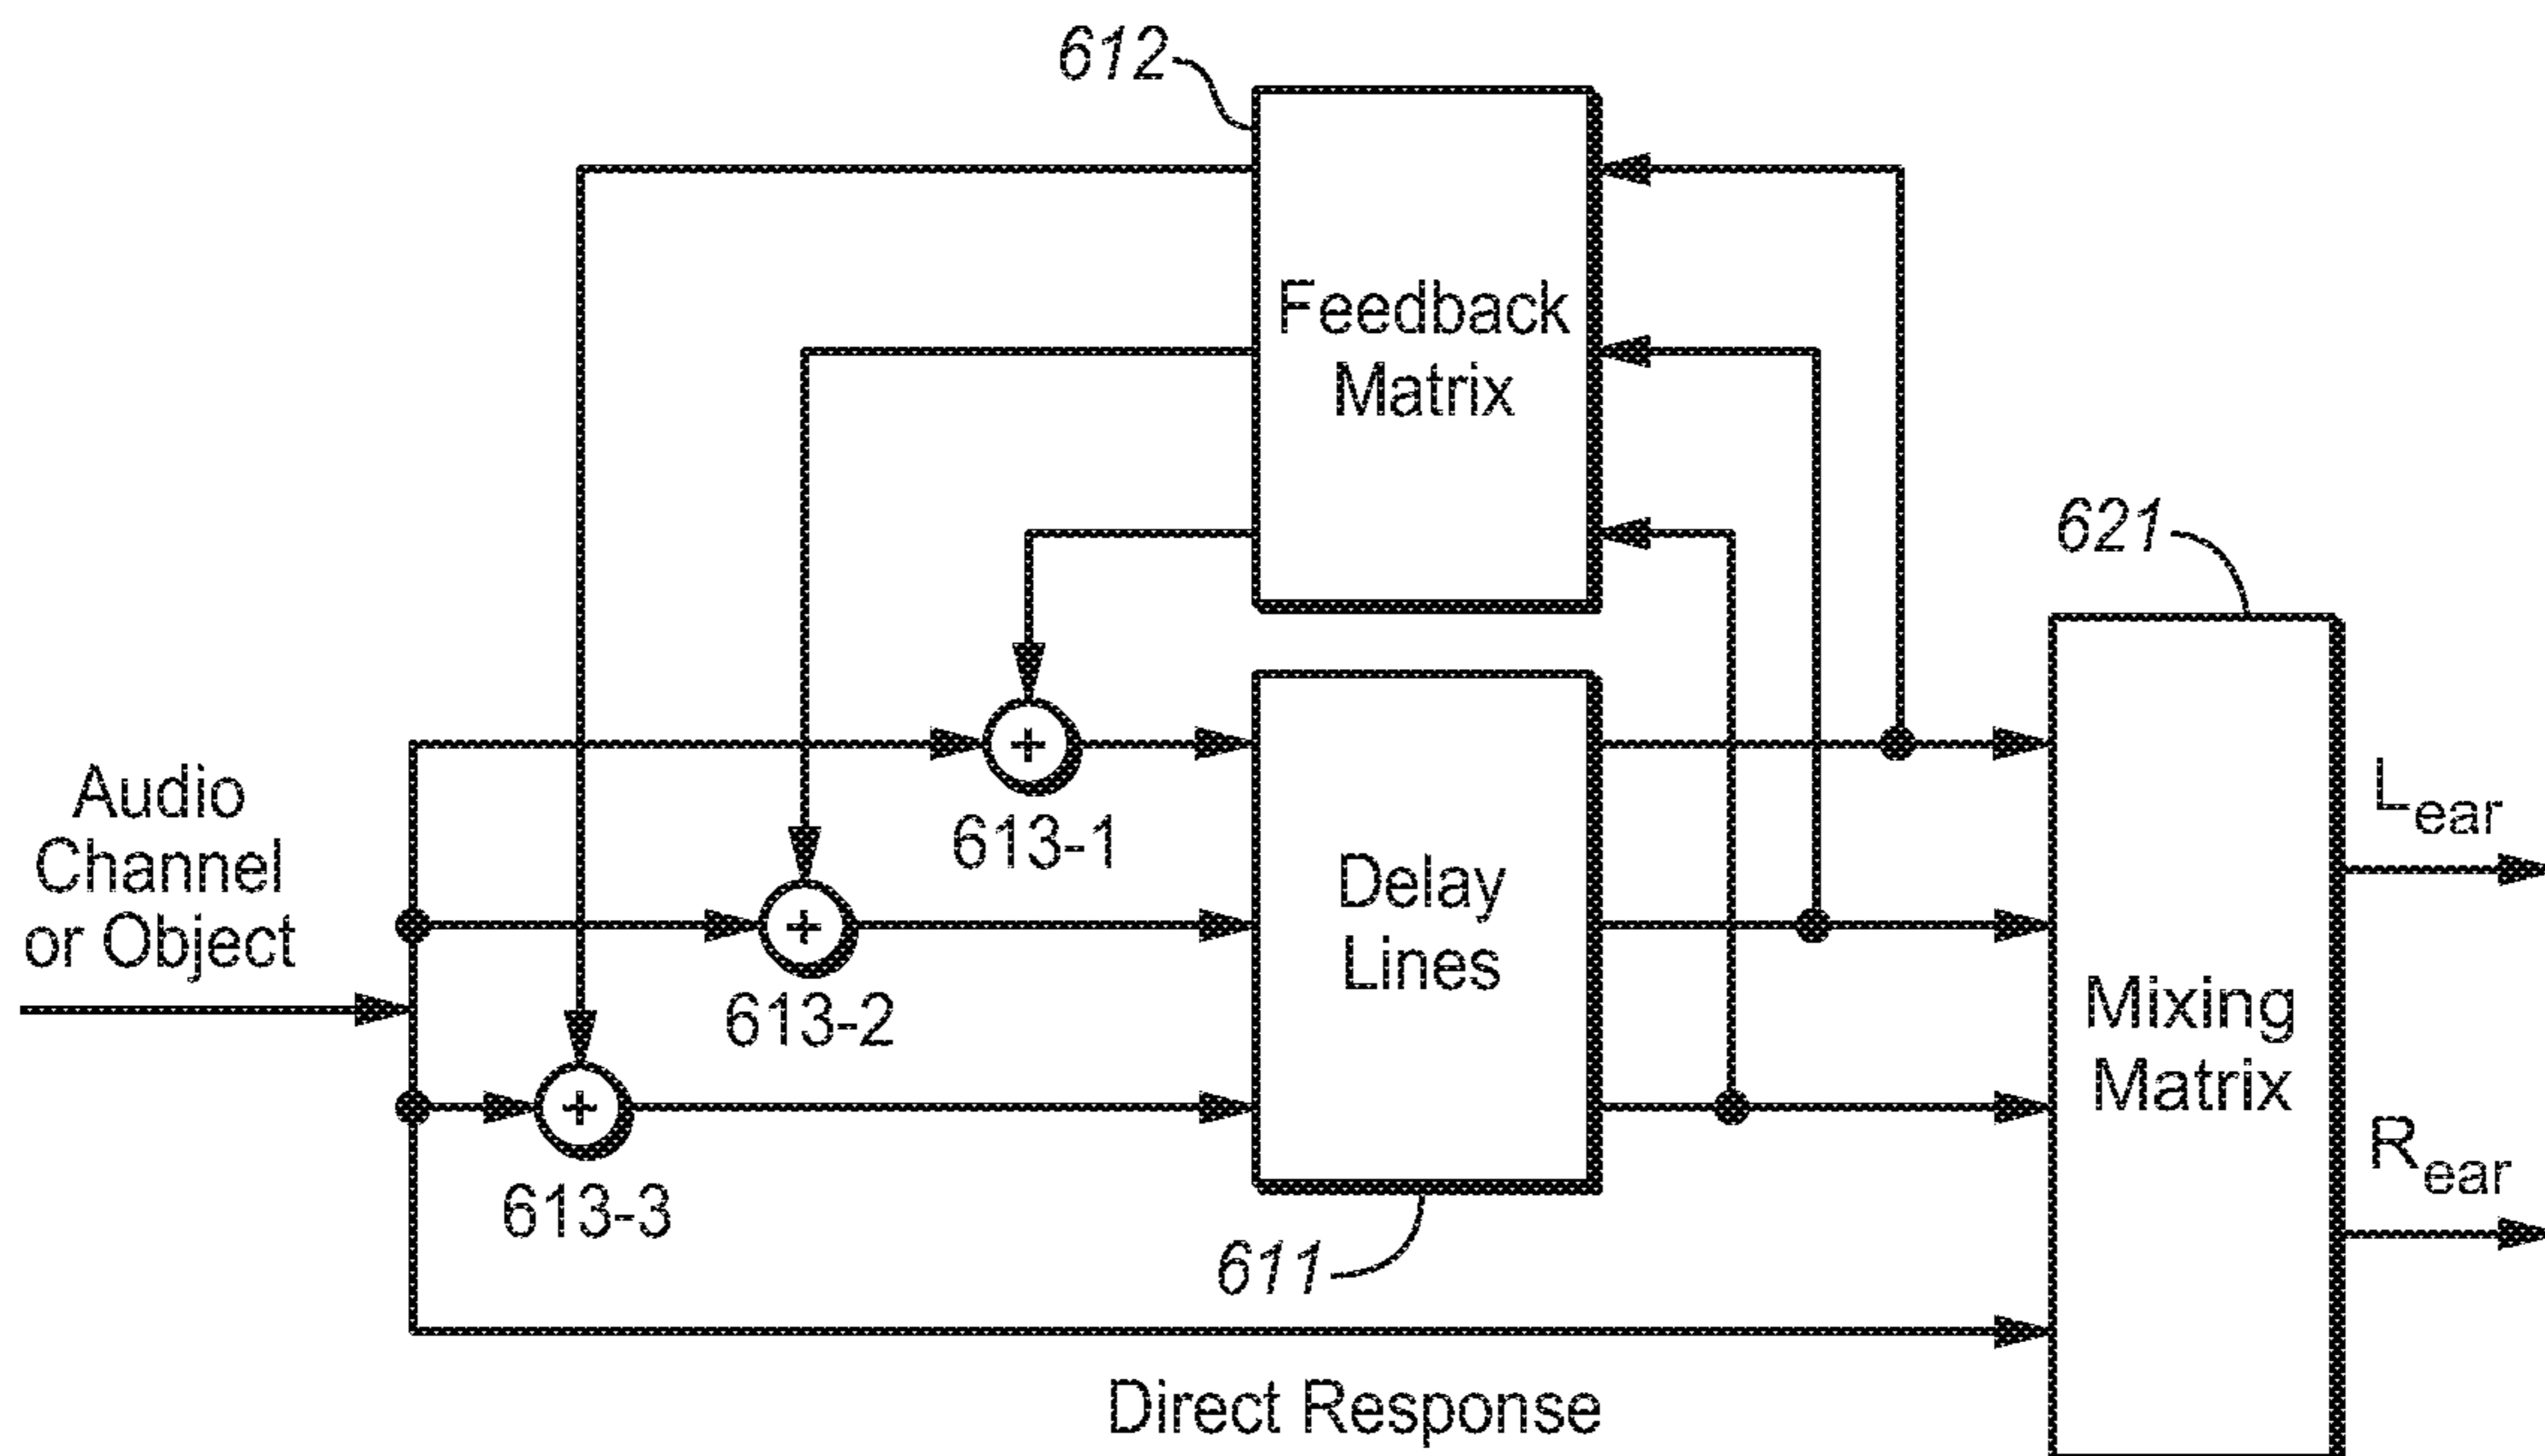 612
Feedback
Matrix
621
613-1
Audio
Channel
or Object
Delay
Lines
613-2
613-3
611
Mixing
Matrix
Lear
Rear
Direct Response
+
+
+